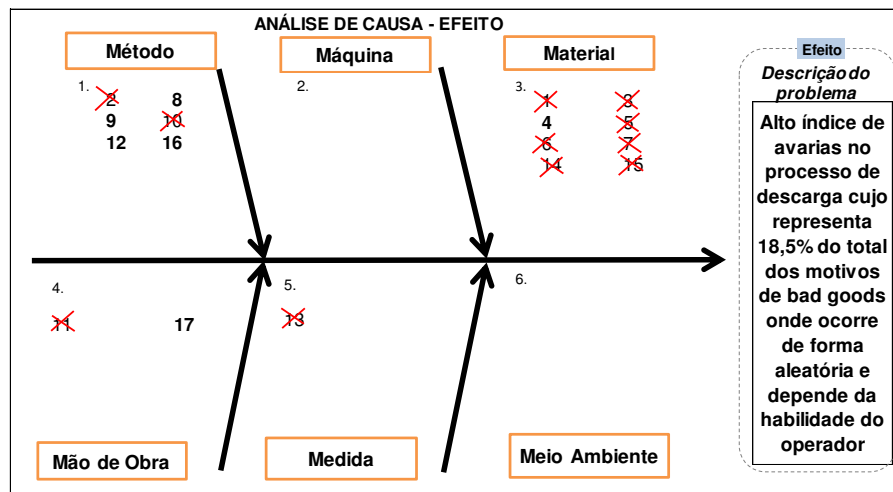 ANÁLISE DE CAUSA - EFEITO
Método
Máquina
Material
Efeito
Descrição do
problema
1.
2 8
9 10
12 16
2.
3.
1 3
4 5
6 7
14 15
Alto índice de
avarias no
processo de
descarga cujo
representa
18,5% do total
dos motivos
de bad goods
onde ocorre
de forma
aleatória e
depende da
habilidade do
operador
4.
11 17
5.
13
6.
Mão de Obra
Medida
Meio Ambiente